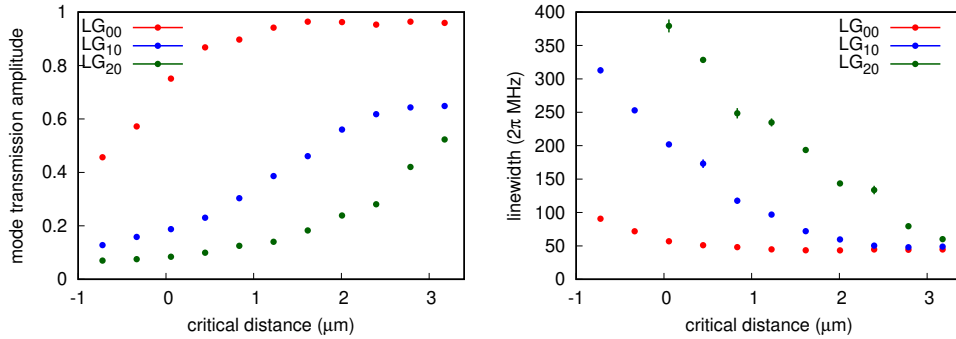 LG00
LG10
LG20
mode transmission amplitude
1
0.8
0.6
0.4
0.2
0
-1 0 1 2 3
critical distance (μm)
LG00
LG10
LG20
linewidth (2π MHz)
400
350
300
250
200
150
100
50
0
-1 0 1 2 3
critical distance (μm)